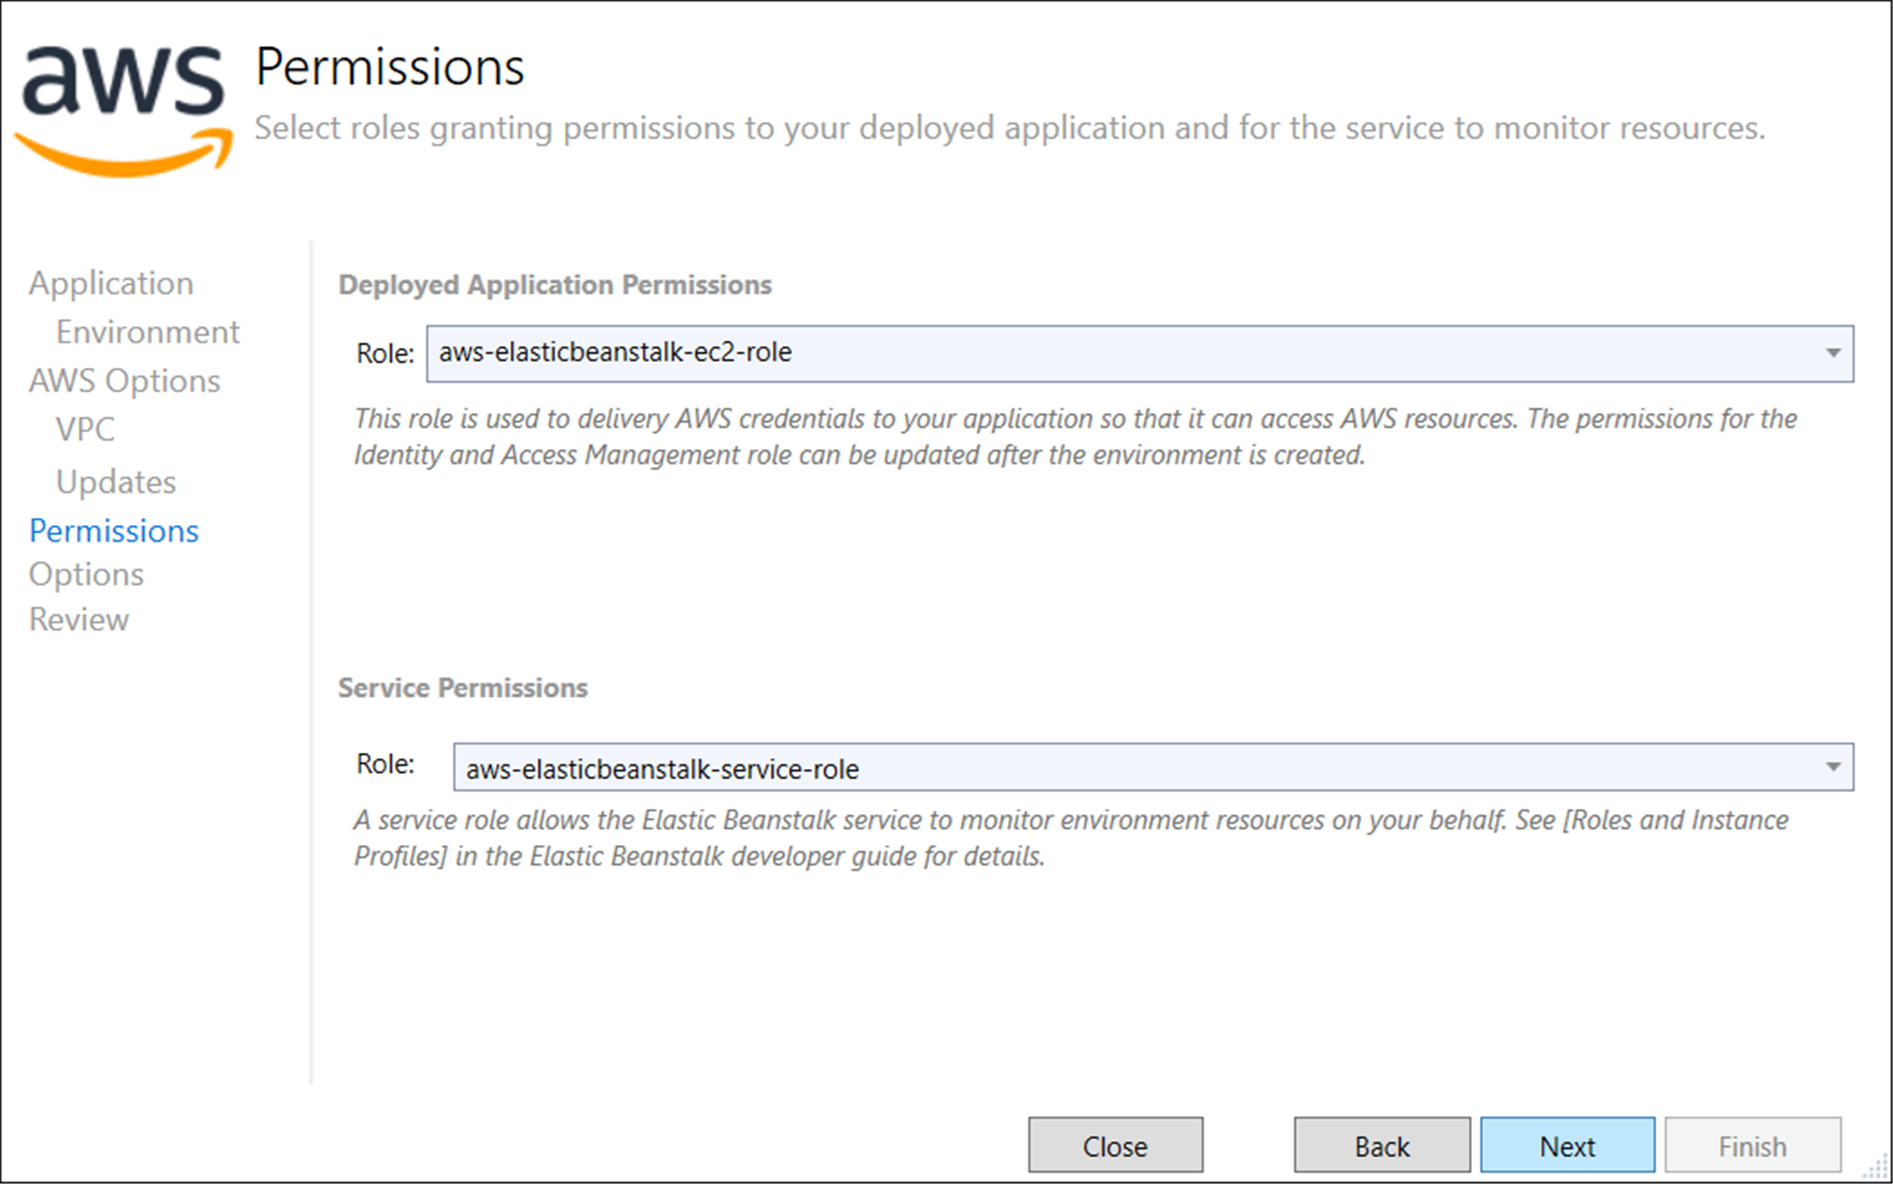 aws
Permissions
Select roles granting permissions to your deployed application and for the service to monitor resources.
Application
Environment
AWS Options
VPC
Updates
Permissions
Options
Review
Deployed Application Permissions
Role: aws-elasticbeanstalk-ec2-role
This role is used to delivery AWS credentials to your application so that it can access AWS resources. The permissions for the
Identity and Access Management role can be updated after the environment is created.
Service Permissions
Role: aws-elasticbeanstalk-service-role
A service role allows the Elastic Beanstalk service to monitor environment resources on your behalf. See [Roles and Instance
Profiles] in the Elastic Beanstalk developer guide for details.
Close Back Next Finish